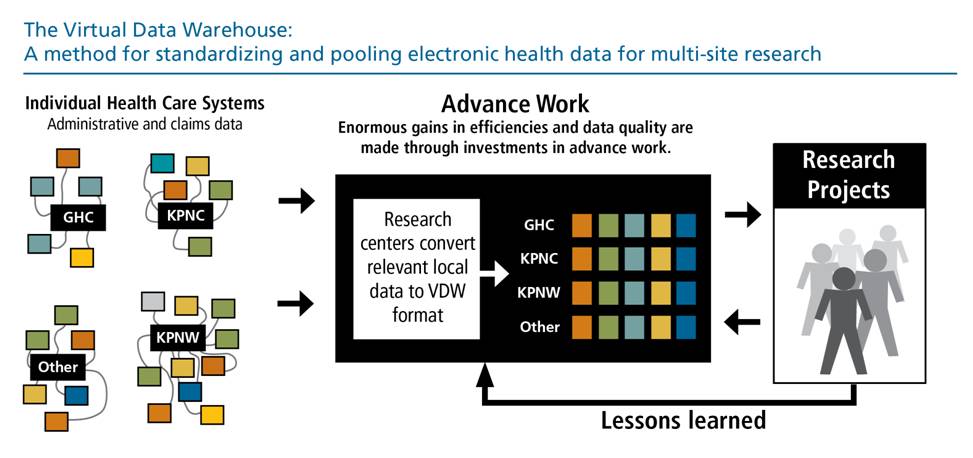 The Virtual Data Warehouse:
A method for standardizing and pooling electronic health data for multi-site research
Individual Health Care Systems
Administrative and claims data
GHC
KPNC
Other
KPNW
Advance Work
Enormous gains in efficiencies and data quality are
made through investments in advance work.
Research
centers convert
relevant local
data to VDW
format
GHC
KPNC
KPNW
Other
Research
Projects
Lessons learned